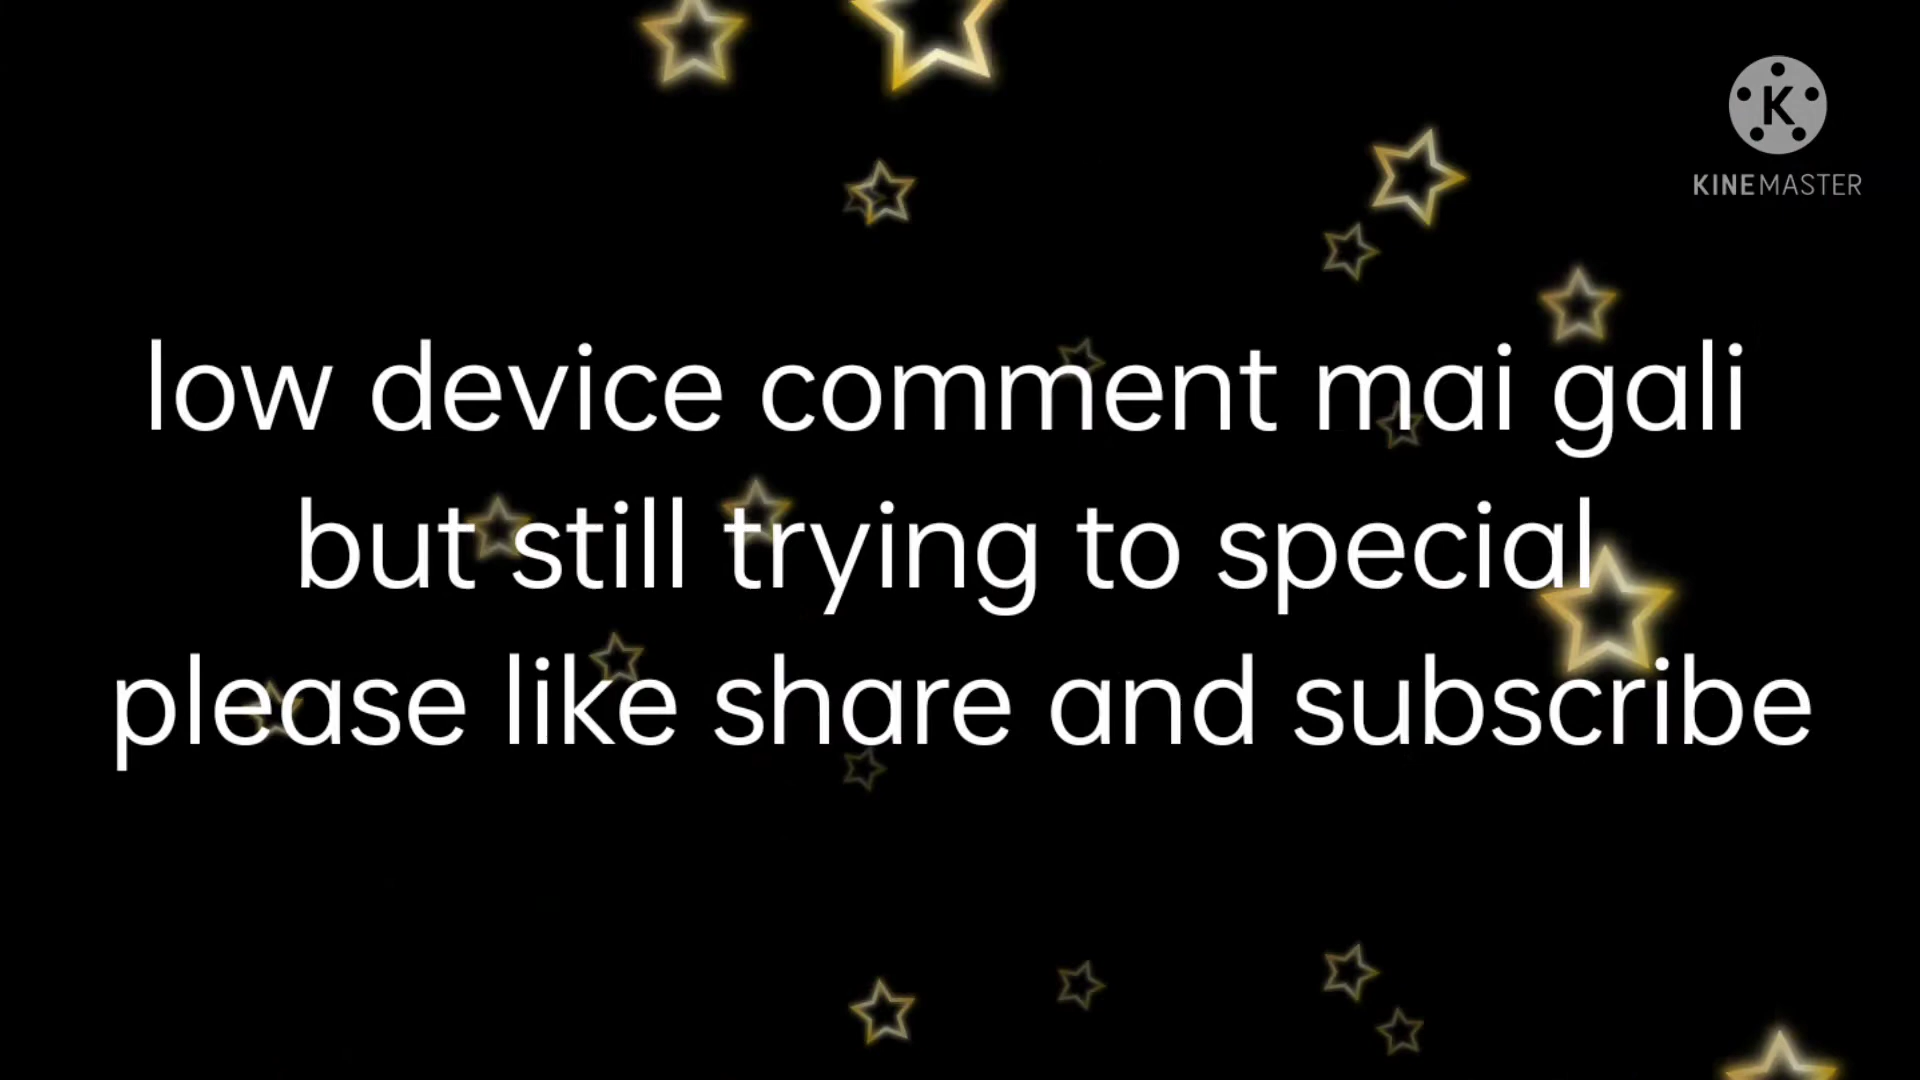 K
KINEMASTER
low device comment mai gali
but still trying to special
please like share and subscribe